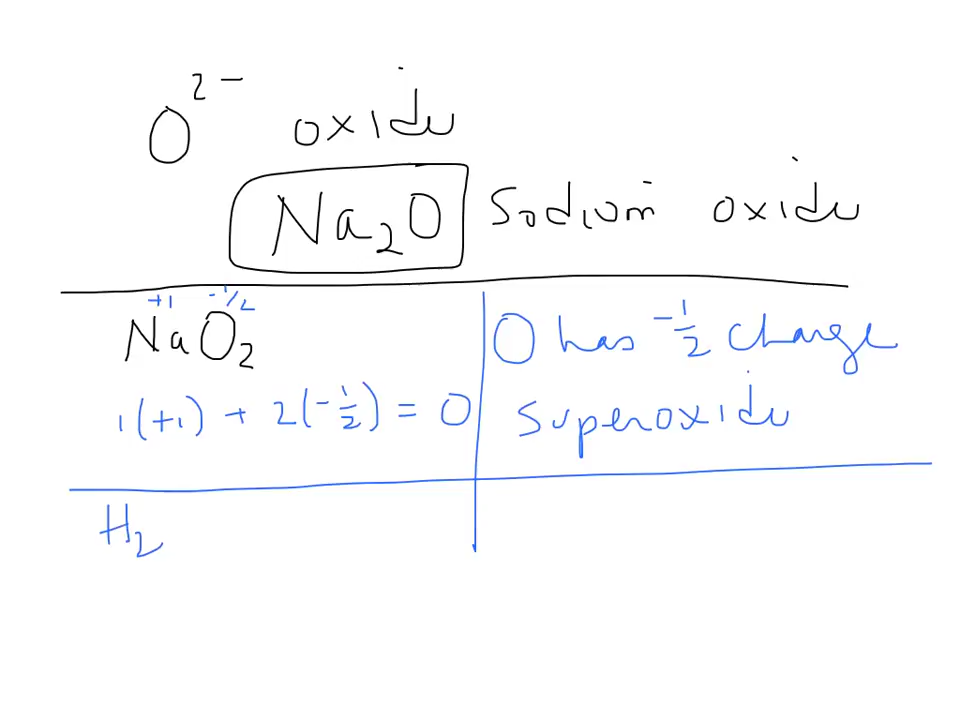 O²⁻ oxide
Na₂O Sodium oxide
+1 -1/2
NaO₂
O has -1/2 charge
1(+1) + 2(-1/2) = 0
superoxide
H₂